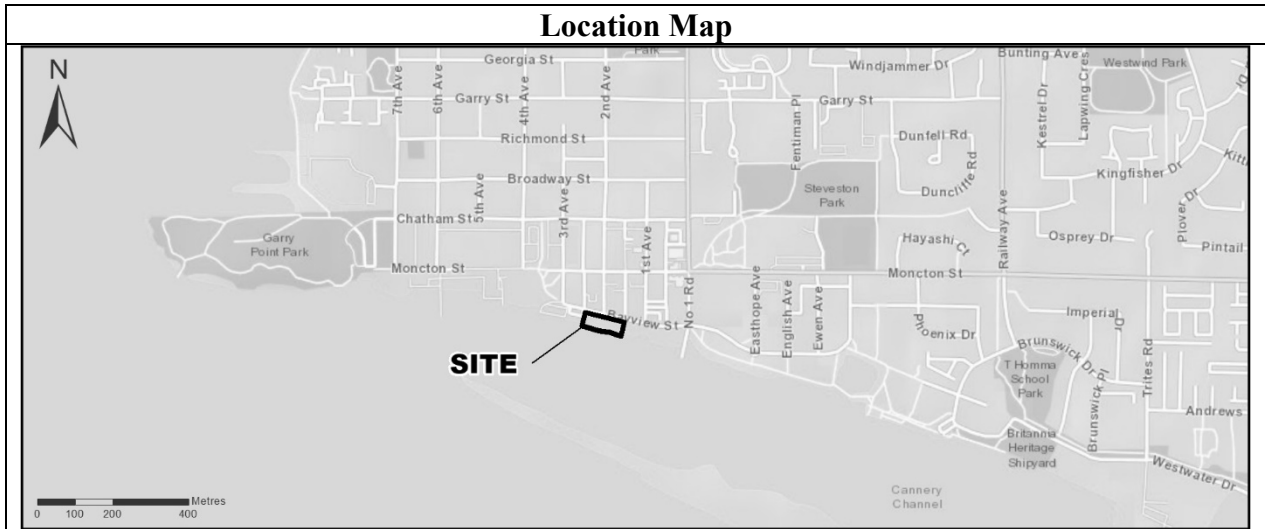 Location Map
N
7th Ave
6th Ave
Georgia St
4th Ave
2nd Ave
Park
Windjammer Dr
Bunting Ave
Westwind Park
Garry St
Garry St
Fentiman Pl
Kestrel Dr
Lapwing Cres
Dr
Richmond St
Dunfell Rd
Kingfisher Dr
Broadway St
Steveston
Park
Duncliffe Rd
Railway Ave
Plover Dr
5th Ave
3rd Ave
Chatham St
1st Ave
Garry
Point Park
Hayashi Ct
Osprey Dr
Pintail
Moncton St
Moncton St
No 1 Rd
Easthope Ave
English Ave
Ewen Ave
Bayview St
Phoenix Dr
Imperial Dr
Brunswick Dr
Trites Rd
SITE
T Homma
School
Park
Brunswick Pl
Andrews
Britannia
Heritage
Shipyard
Westwater Dr
Cannery
Channel
Metres
0 100 200 400